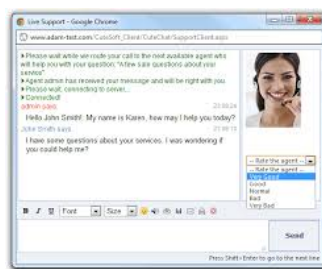 Live Support - Google Chrome
www.adam-test.com/CuteSoft_Client/CuteChat/SupportClient.aspx
Please wait while we route your call to the next available agent who
will help you with your question, "A few sale questions about your
service"
Agent admin has received your message and will be right with you
Please wait, connecting to server...
Connected!
admin says:
Hello John Smith! My name is Karen, how may I help you today?
John Smith says:
I have some questions about your services. I was wondering if
you could help me?
-- Rate the agent --
-- Rate the agent --
Very Good
Good
Normal
Bad
Very Bad
B I U Font Size
Send
Press Shift+Enter to go to the next line